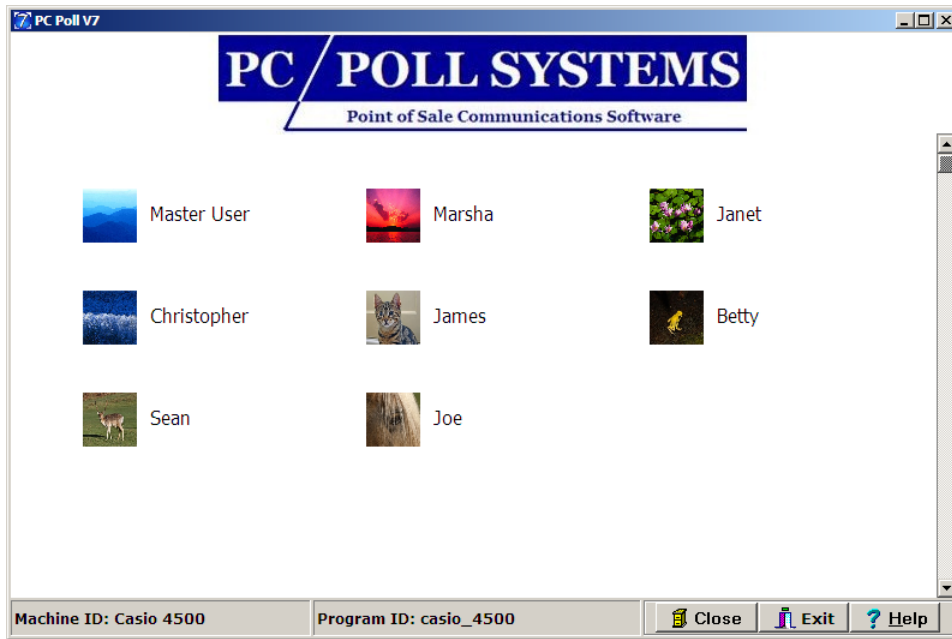 7 PC Poll V7
PC/POLL SYSTEMS
Point of Sale Communications Software
Master User
Marsha
Janet
Christopher
James
Betty
Sean
Joe
Machine ID: Casio 4500
Program ID: casio_4500
Close
Exit
? Help